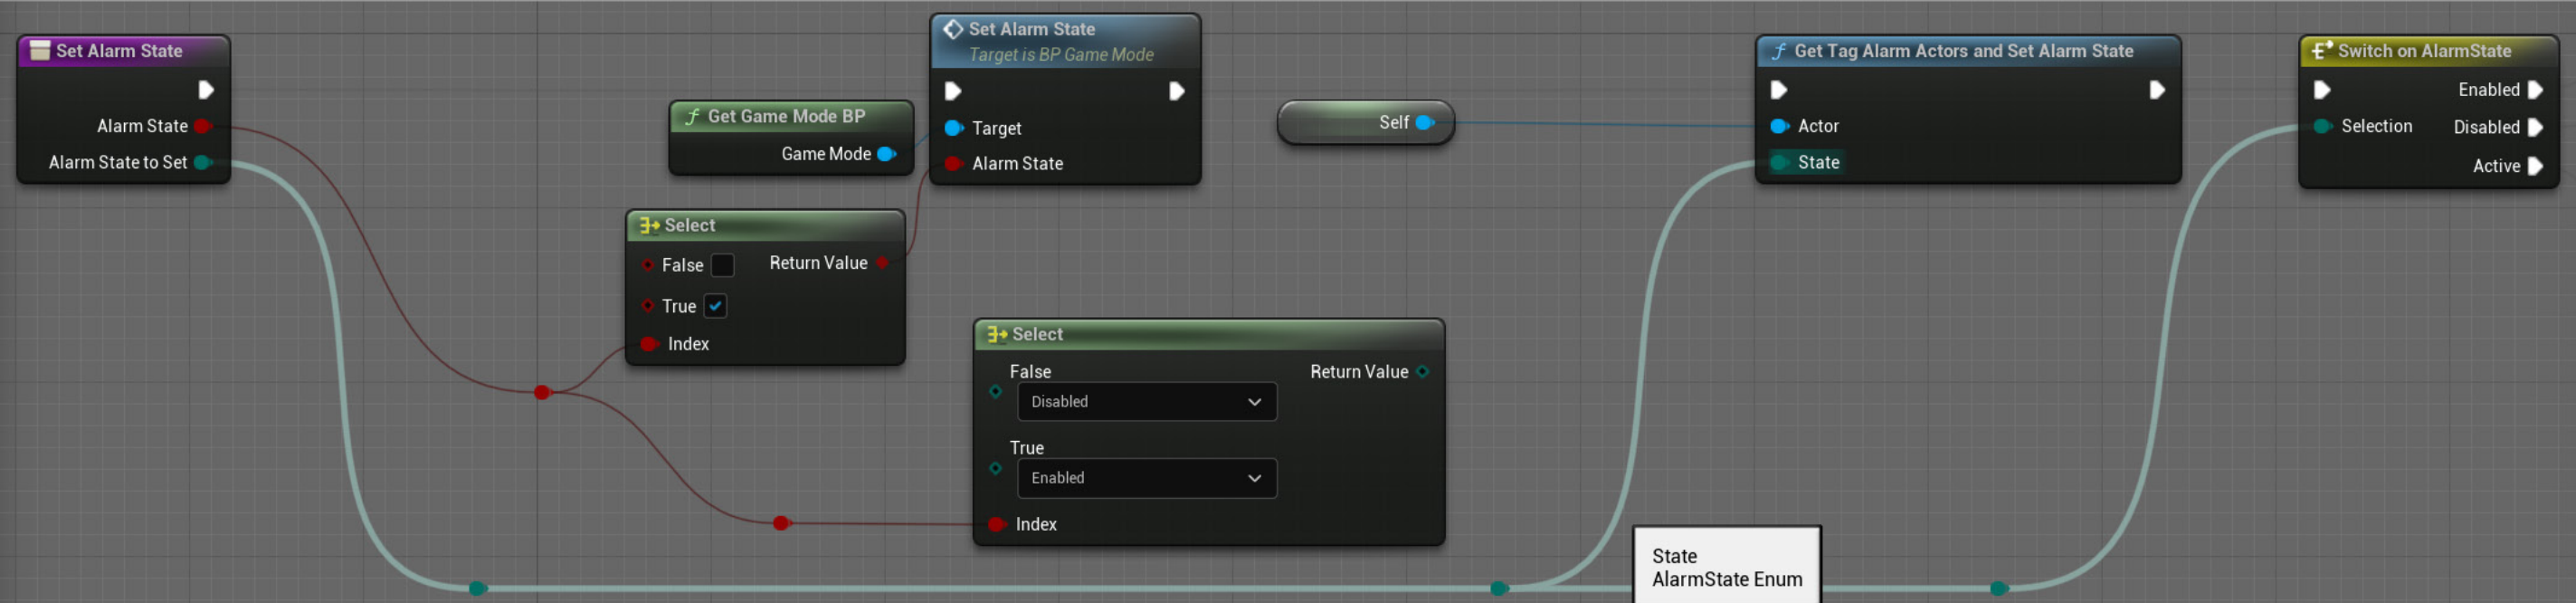 Set Alarm State
Alarm State
Alarm State to Set
Get Game Mode BP
Game Mode
Set Alarm State
Target is BP Game Mode
Target
Alarm State
Select
False
Return Value
True
Index
Select
False
Return Value
Disabled
True
Enabled
Index
Self
Get Tag Alarm Actors and Set Alarm State
Actor
State
Switch on AlarmState
Enabled
Selection
Disabled
Active
State
AlarmState Enum